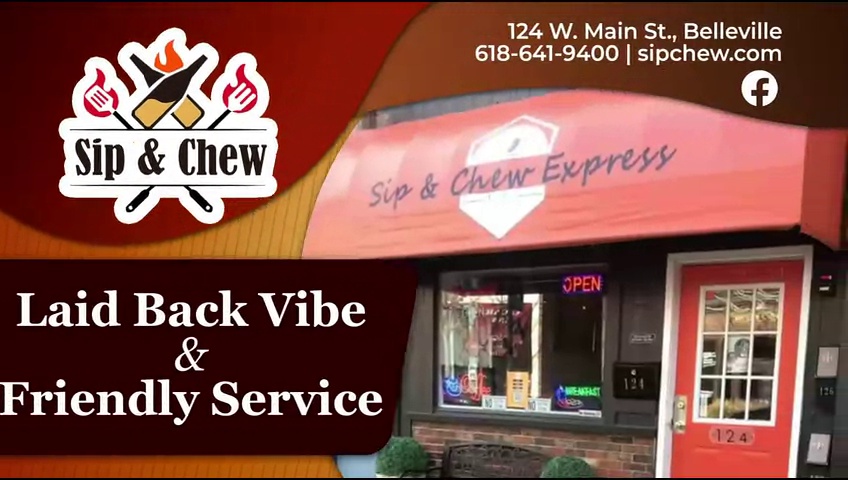 124 W. Main St., Belleville
618-641-9400 | sipchew.com
Sip & Chew
Sip & Chew Express
OPEN
Laid Back Vibe
&
Friendly Service
BREAKFAST
124
124